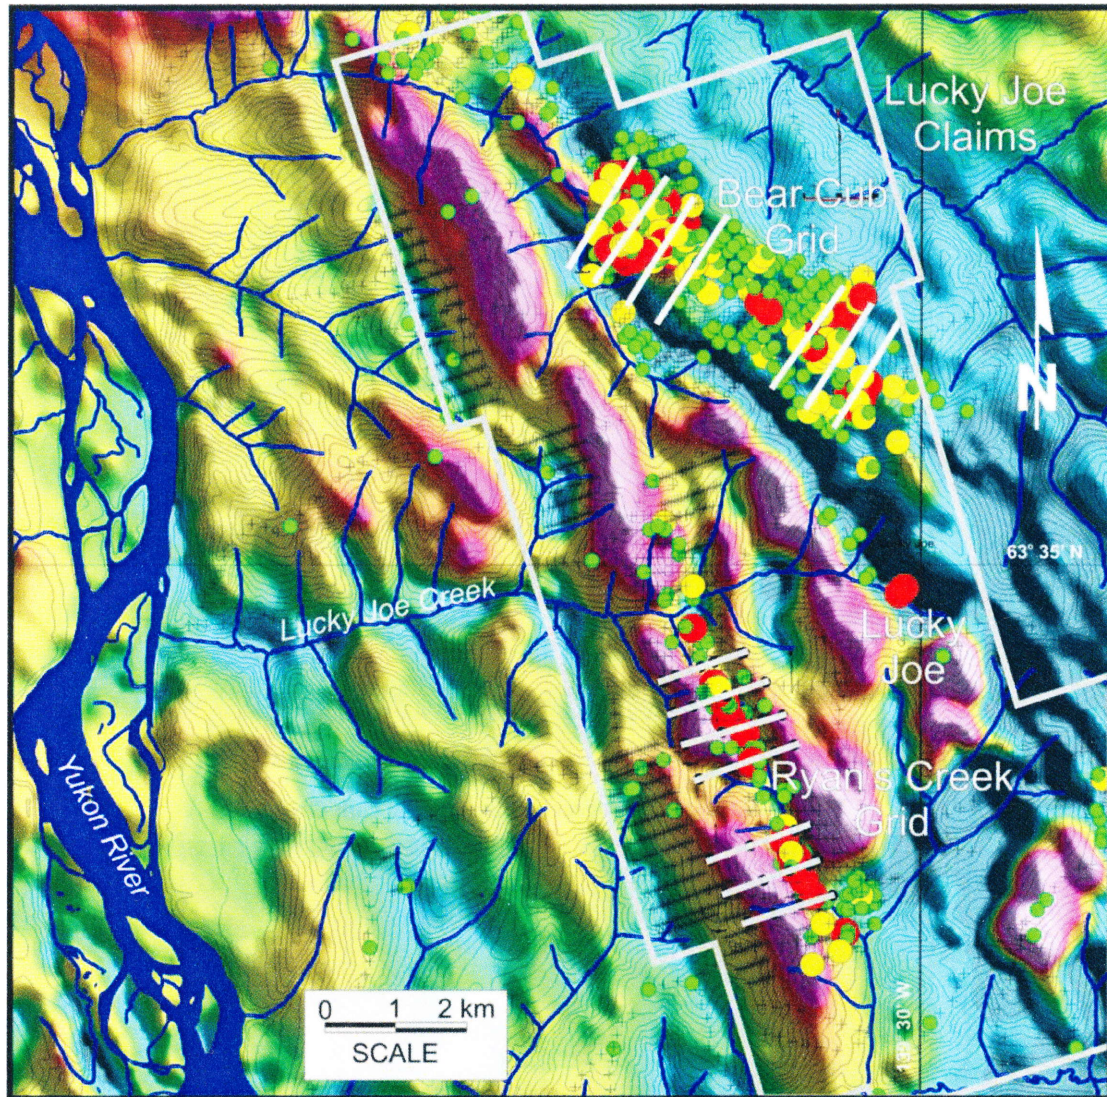 Lucky Joe
Claims
Bear Cub
Grid
N
63° 35' N
Lucky Joe Creek
Lucky
Joe
Ryan's Creek
Grid
Yukon River
0 1 2 km
SCALE
30' W